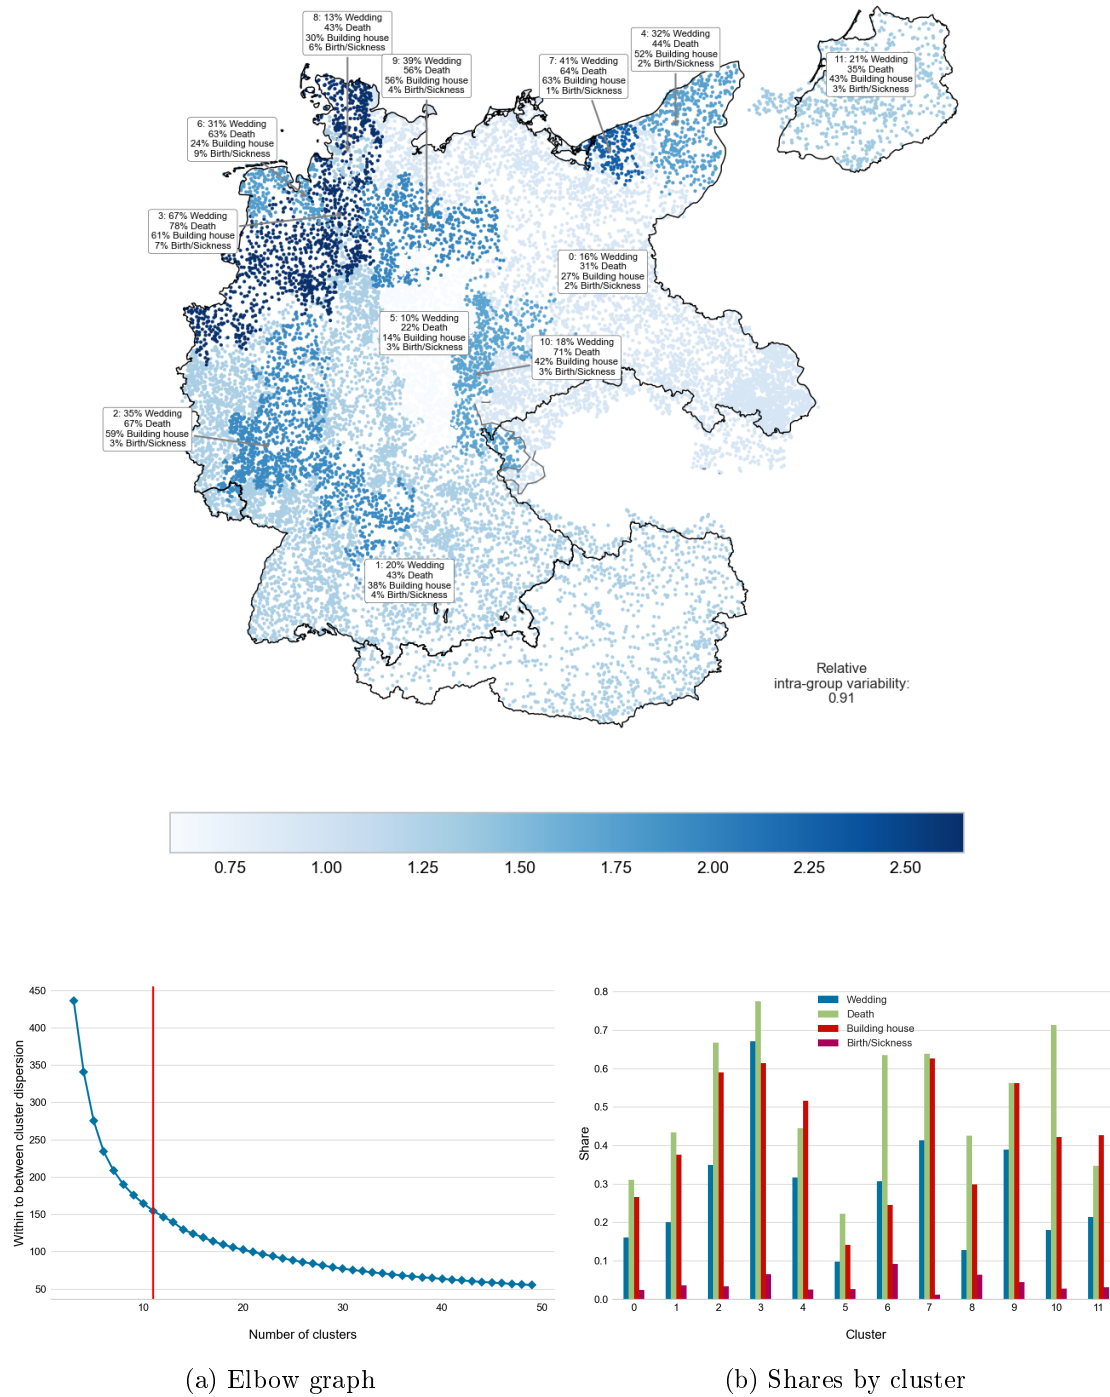 8: 13% Wedding
43% Death
30% Building house
6% Birth/Sickness
9: 39% Wedding
56% Death
56% Building house
4% Birth/Sickness
7: 41% Wedding
64% Death
63% Building house
1% Birth/Sickness
4: 32% Wedding
44% Death
52% Building house
2% Birth/Sickness
11: 21% Wedding
35% Death
43% Building house
3% Birth/Sickness
6: 31% Wedding
63% Death
24% Building house
9% Birth/Sickness
3: 67% Wedding
78% Death
61% Building house
7% Birth/Sickness
0: 16% Wedding
31% Death
27% Building house
2% Birth/Sickness
5: 10% Wedding
22% Death
14% Building house
3% Birth/Sickness
10: 18% Wedding
71% Death
42% Building house
3% Birth/Sickness
2: 35% Wedding
67% Death
59% Building house
3% Birth/Sickness
1: 20% Wedding
43% Death
38% Building house
4% Birth/Sickness
Relative
intra-group variability:
0.91
0.75 1.00 1.25 1.50 1.75 2.00 2.25 2.50
Within to between cluster dispersion
450
400
350
300
250
200
150
100
50
10 20 30 40 50
Number of clusters
(a) Elbow graph
Share
0.8
0.7
0.6
0.5
0.4
0.3
0.2
0.1
0.0
Wedding
Death
Building house
Birth/Sickness
0 1 2 3 4 5 6 7 8 9 10 11
Cluster
(b) Shares by cluster